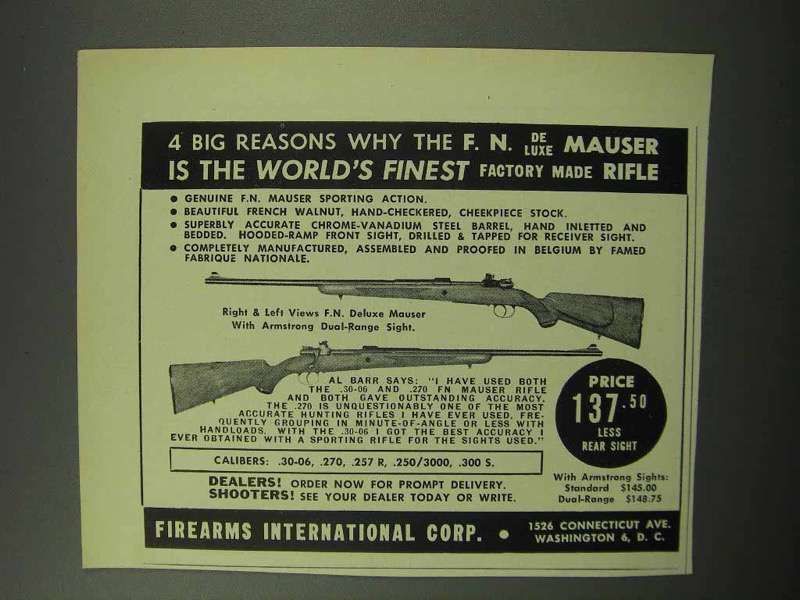 4 BIG REASONS WHY THE F. N. DE LUXE MAUSER
IS THE WORLD'S FINEST FACTORY MADE RIFLE
• GENUINE F.N. MAUSER SPORTING ACTION.
• BEAUTIFUL FRENCH WALNUT, HAND-CHECKERED, CHEEKPIECE STOCK.
• SUPERBLY ACCURATE CHROME-VANADIUM STEEL BARREL, HAND INLETTED AND
BEDDED. HOODED-RAMP FRONT SIGHT, DRILLED & TAPPED FOR RECEIVER SIGHT.
• COMPLETELY MANUFACTURED, ASSEMBLED AND PROOFED IN BELGIUM BY FAMED
FABRIQUE NATIONALE.
Right & Left Views F.N. Deluxe Mauser
With Armstrong Dual-Range Sight.
AL BARR SAYS: "I HAVE USED BOTH
THE .30-06 AND .270 FN MAUSER RIFLE
AND BOTH GAVE OUTSTANDING ACCURACY.
THE .270 IS UNQUESTIONABLY ONE OF THE MOST
ACCURATE HUNTING RIFLES I HAVE EVER USED, FRE-
QUENTLY GROUPING IN MINUTE-OF-ANGLE OR LESS WITH
HANDLOADS. WITH THE .30-06 I GOT THE BEST ACCURACY I
EVER OBTAINED WITH A SPORTING RIFLE FOR THE SIGHTS USED."
PRICE
137.50
LESS
REAR SIGHT
CALIBERS: .30-06, .270, .257 R, .250/3000, .300 S.
With Armstrong Sights:
Standard $145.00
Dual-Range $148.75
DEALERS! ORDER NOW FOR PROMPT DELIVERY.
SHOOTERS! SEE YOUR DEALER TODAY OR WRITE.
FIREARMS INTERNATIONAL CORP. • 1526 CONNECTICUT AVE.
WASHINGTON 6, D. C.